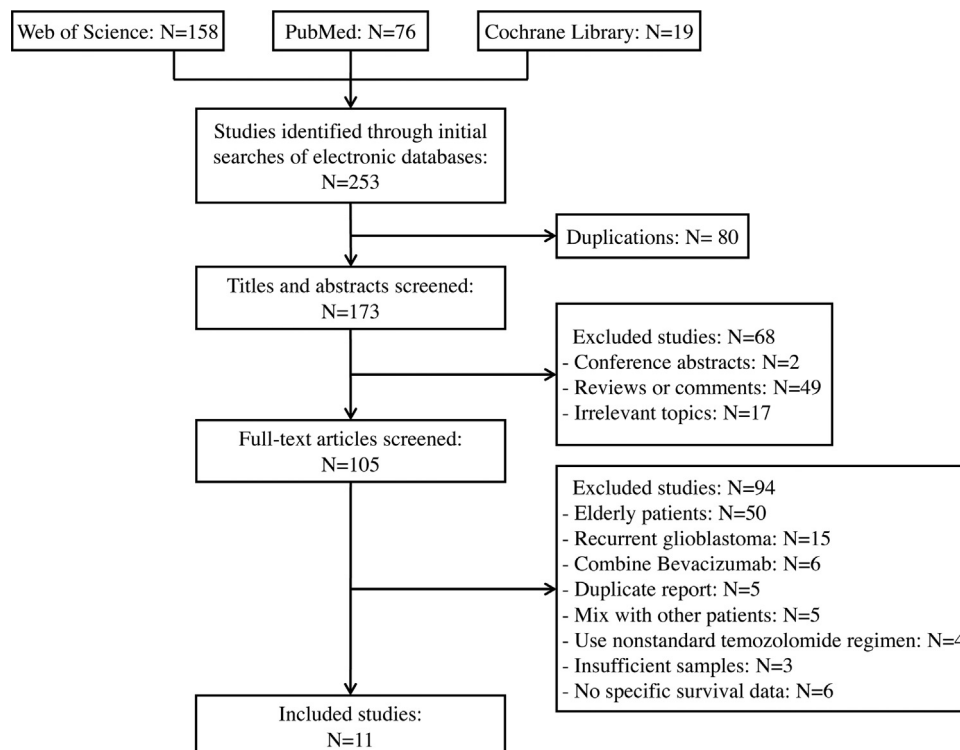 Web of Science: N=158
PubMed: N=76
Cochrane Library: N=19
Studies identified through initial
searches of electronic databases:
N=253
Duplications: N= 80
Titles and abstracts screened:
N=173
Excluded studies: N=68
- Conference abstracts: N=2
- Reviews or comments: N=49
- Irrelevant topics: N=17
Full-text articles screened:
N=105
Excluded studies: N=94
- Elderly patients: N=50
- Recurrent glioblastoma: N=15
- Combine Bevacizumab: N=6
- Duplicate report: N=5
- Mix with other patients: N=5
- Use nonstandard temozolomide regimen: N=4
- Insufficient samples: N=3
- No specific survival data: N=6
Included studies:
N=11